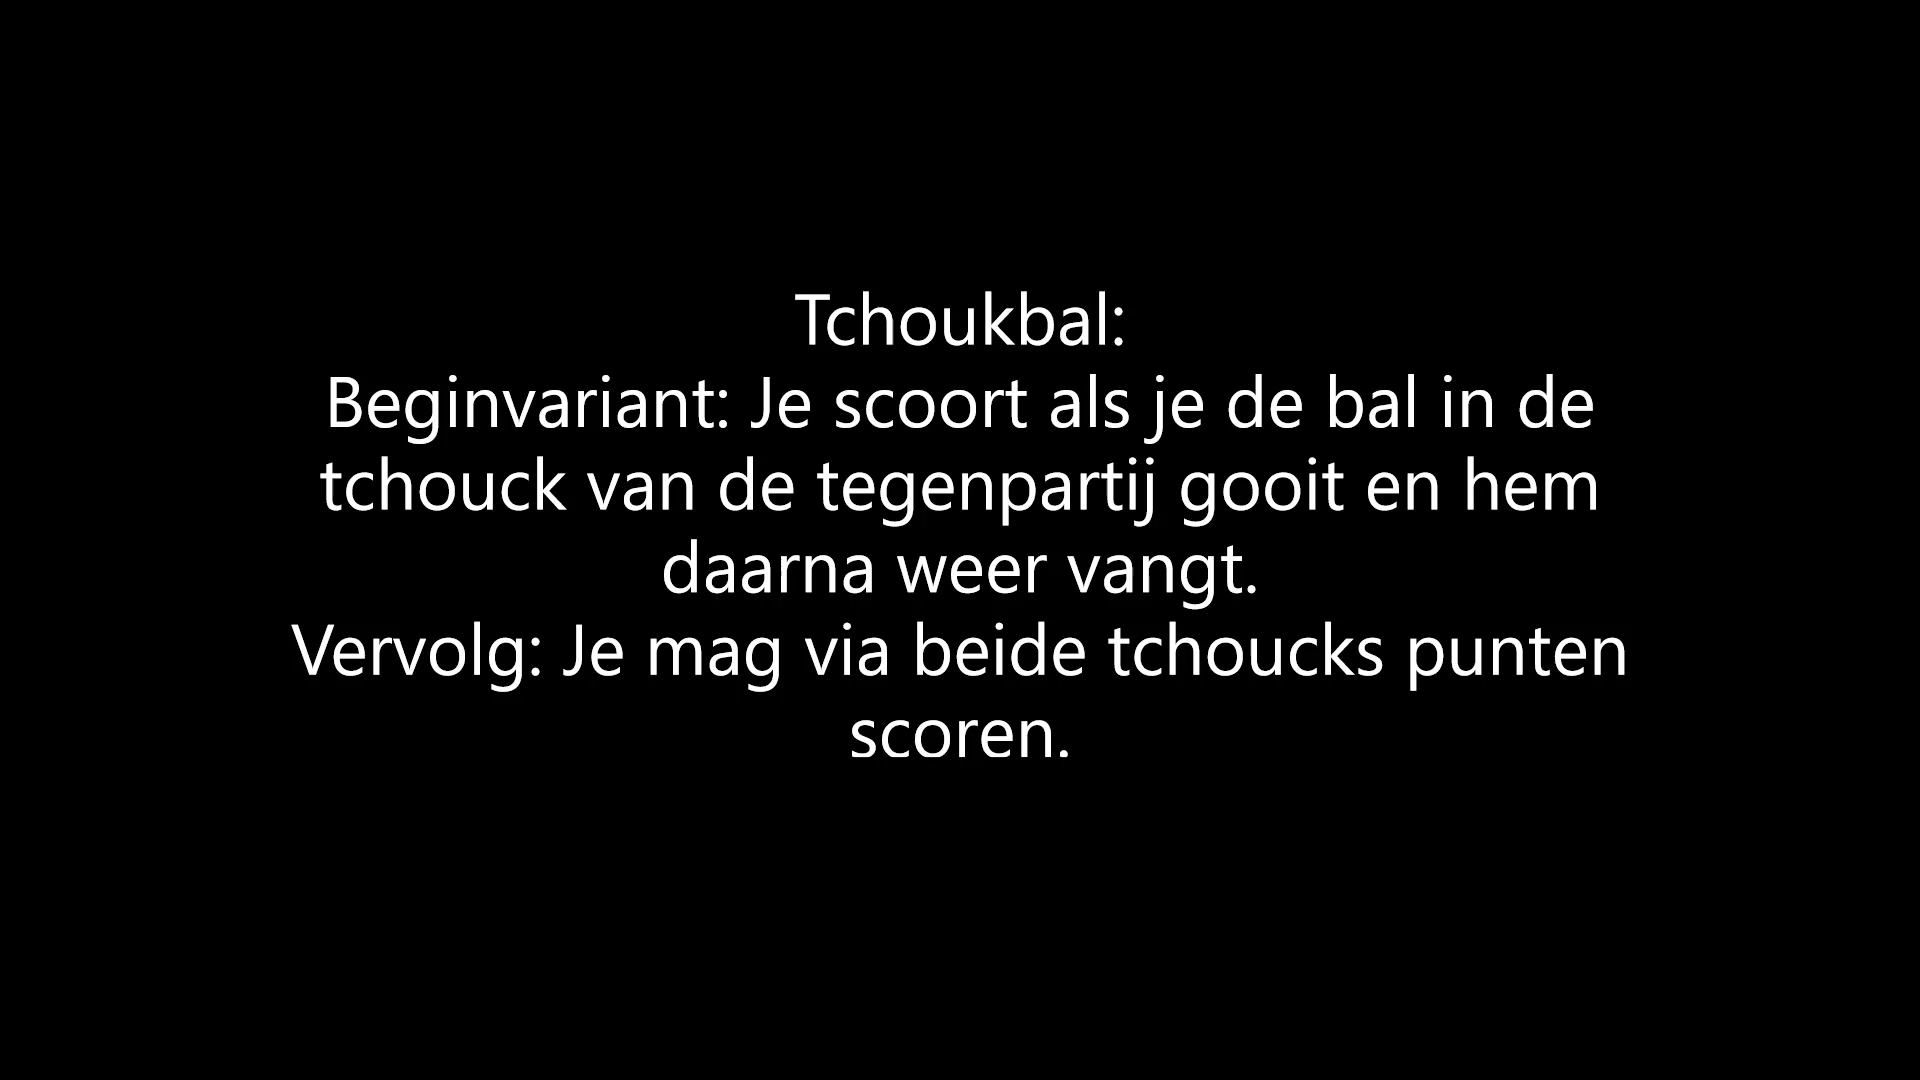 Tchoukbal:
Beginvariant: Je scoort als je de bal in de
tchouck van de tegenpartij gooit en hem
daarna weer vangt.
Vervolg: Je mag via beide tchoucks punten
scoren.